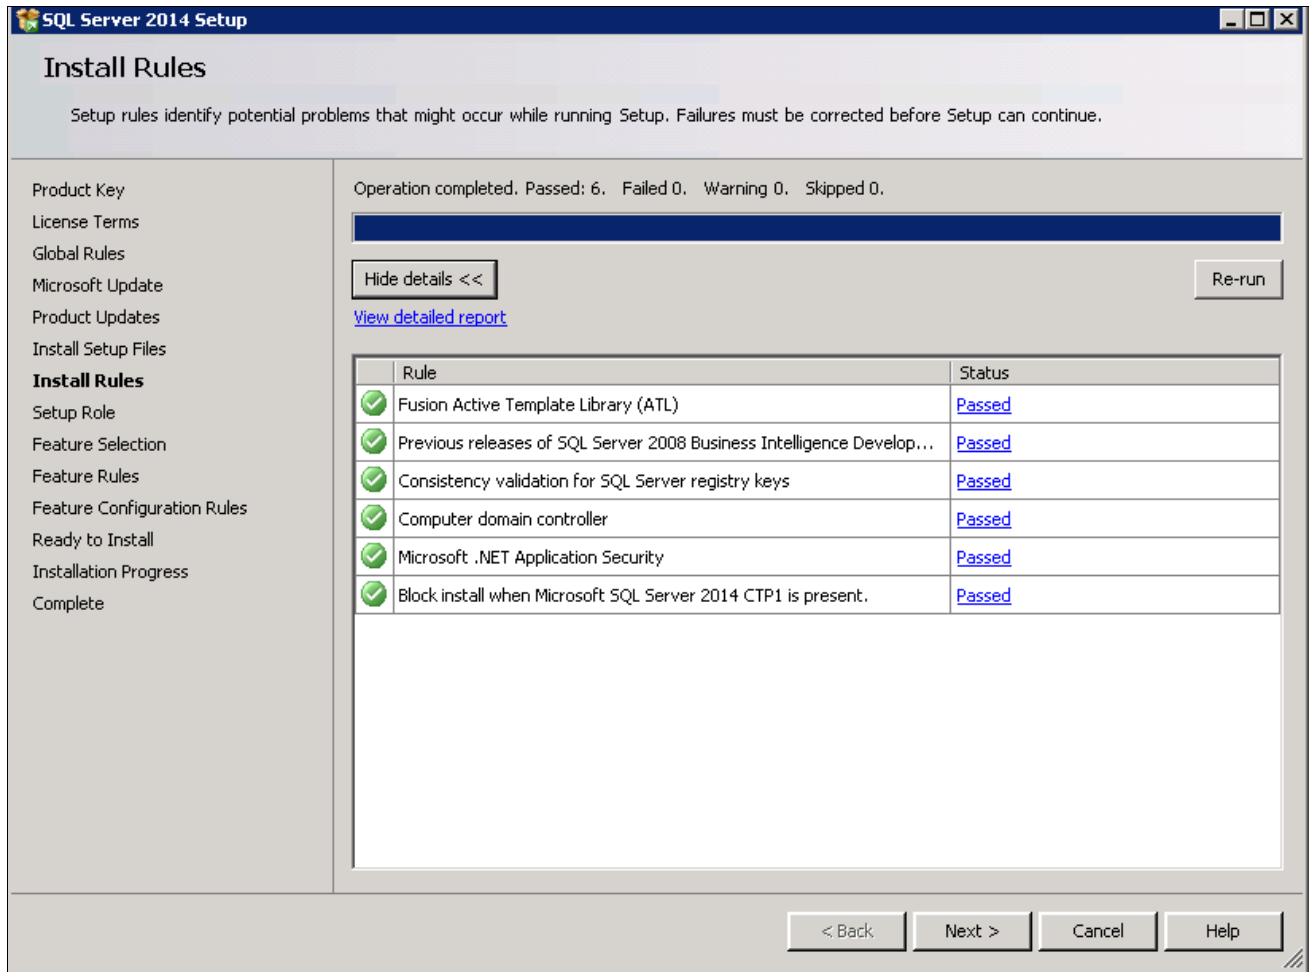 SQL Server 2014 Setup
Install Rules
Setup rules identify potential problems that might occur while running Setup. Failures must be corrected before Setup can continue.
Product Key
License Terms
Global Rules
Microsoft Update
Product Updates
Install Setup Files
Install Rules
Setup Role
Feature Selection
Feature Rules
Feature Configuration Rules
Ready to Install
Installation Progress
Complete
Operation completed. Passed: 6. Failed 0. Warning 0. Skipped 0.
Hide details << Re-run
View detailed report
Rule Status
Fusion Active Template Library (ATL) Passed
Previous releases of SQL Server 2008 Business Intelligence Develop... Passed
Consistency validation for SQL Server registry keys Passed
Computer domain controller Passed
Microsoft .NET Application Security Passed
Block install when Microsoft SQL Server 2014 CTP1 is present. Passed
< Back Next > Cancel Help